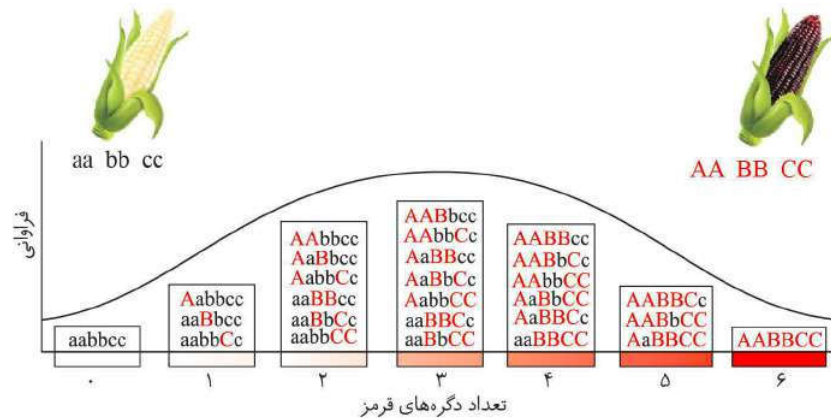 aa bb cc
AA BB CC
فراوانی
aabbcc
Aabbcc
aaBbcc
aabbCc
AAbbcc
AaBbcc
AabbCc
aaBBcc
aaBbCc
aabbCC
AABbcc
AAbbCc
AaBBcc
AaBbCc
AabbCC
aaBBCc
aaBbCC
AABBcc
AABbCc
AAbbCC
AaBbCC
AaBBCc
aaBBCC
AABBCc
AABbCC
AaBBCC
AABBCC
۰ ۱ ۲ ۳ ۴ ۵ ۶
تعداد دگره‌های قرمز